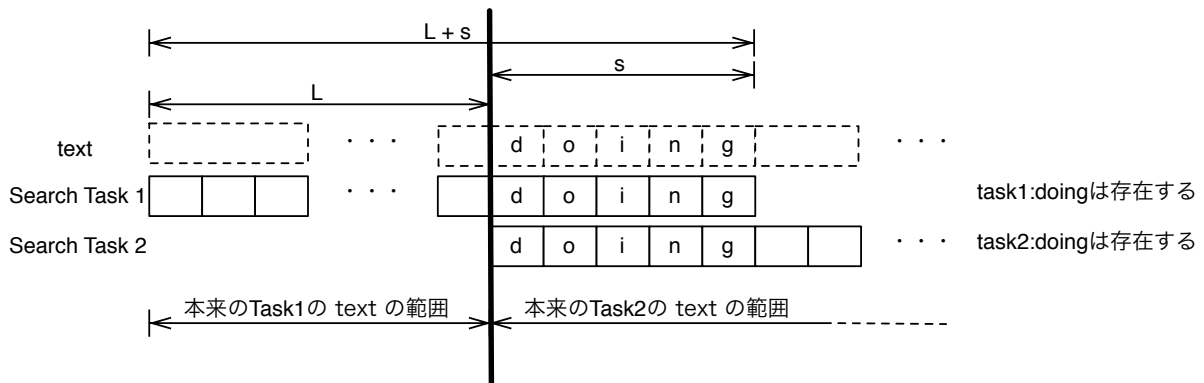 L + s
s
L
text ・・・ d o i n g ・・・
Search Task 1 ・・・ d o i n g task1:doingは存在する
Search Task 2 d o i n g ・・・ task2:doingは存在する
本来のTask1の text の範囲 本来のTask2の text の範囲